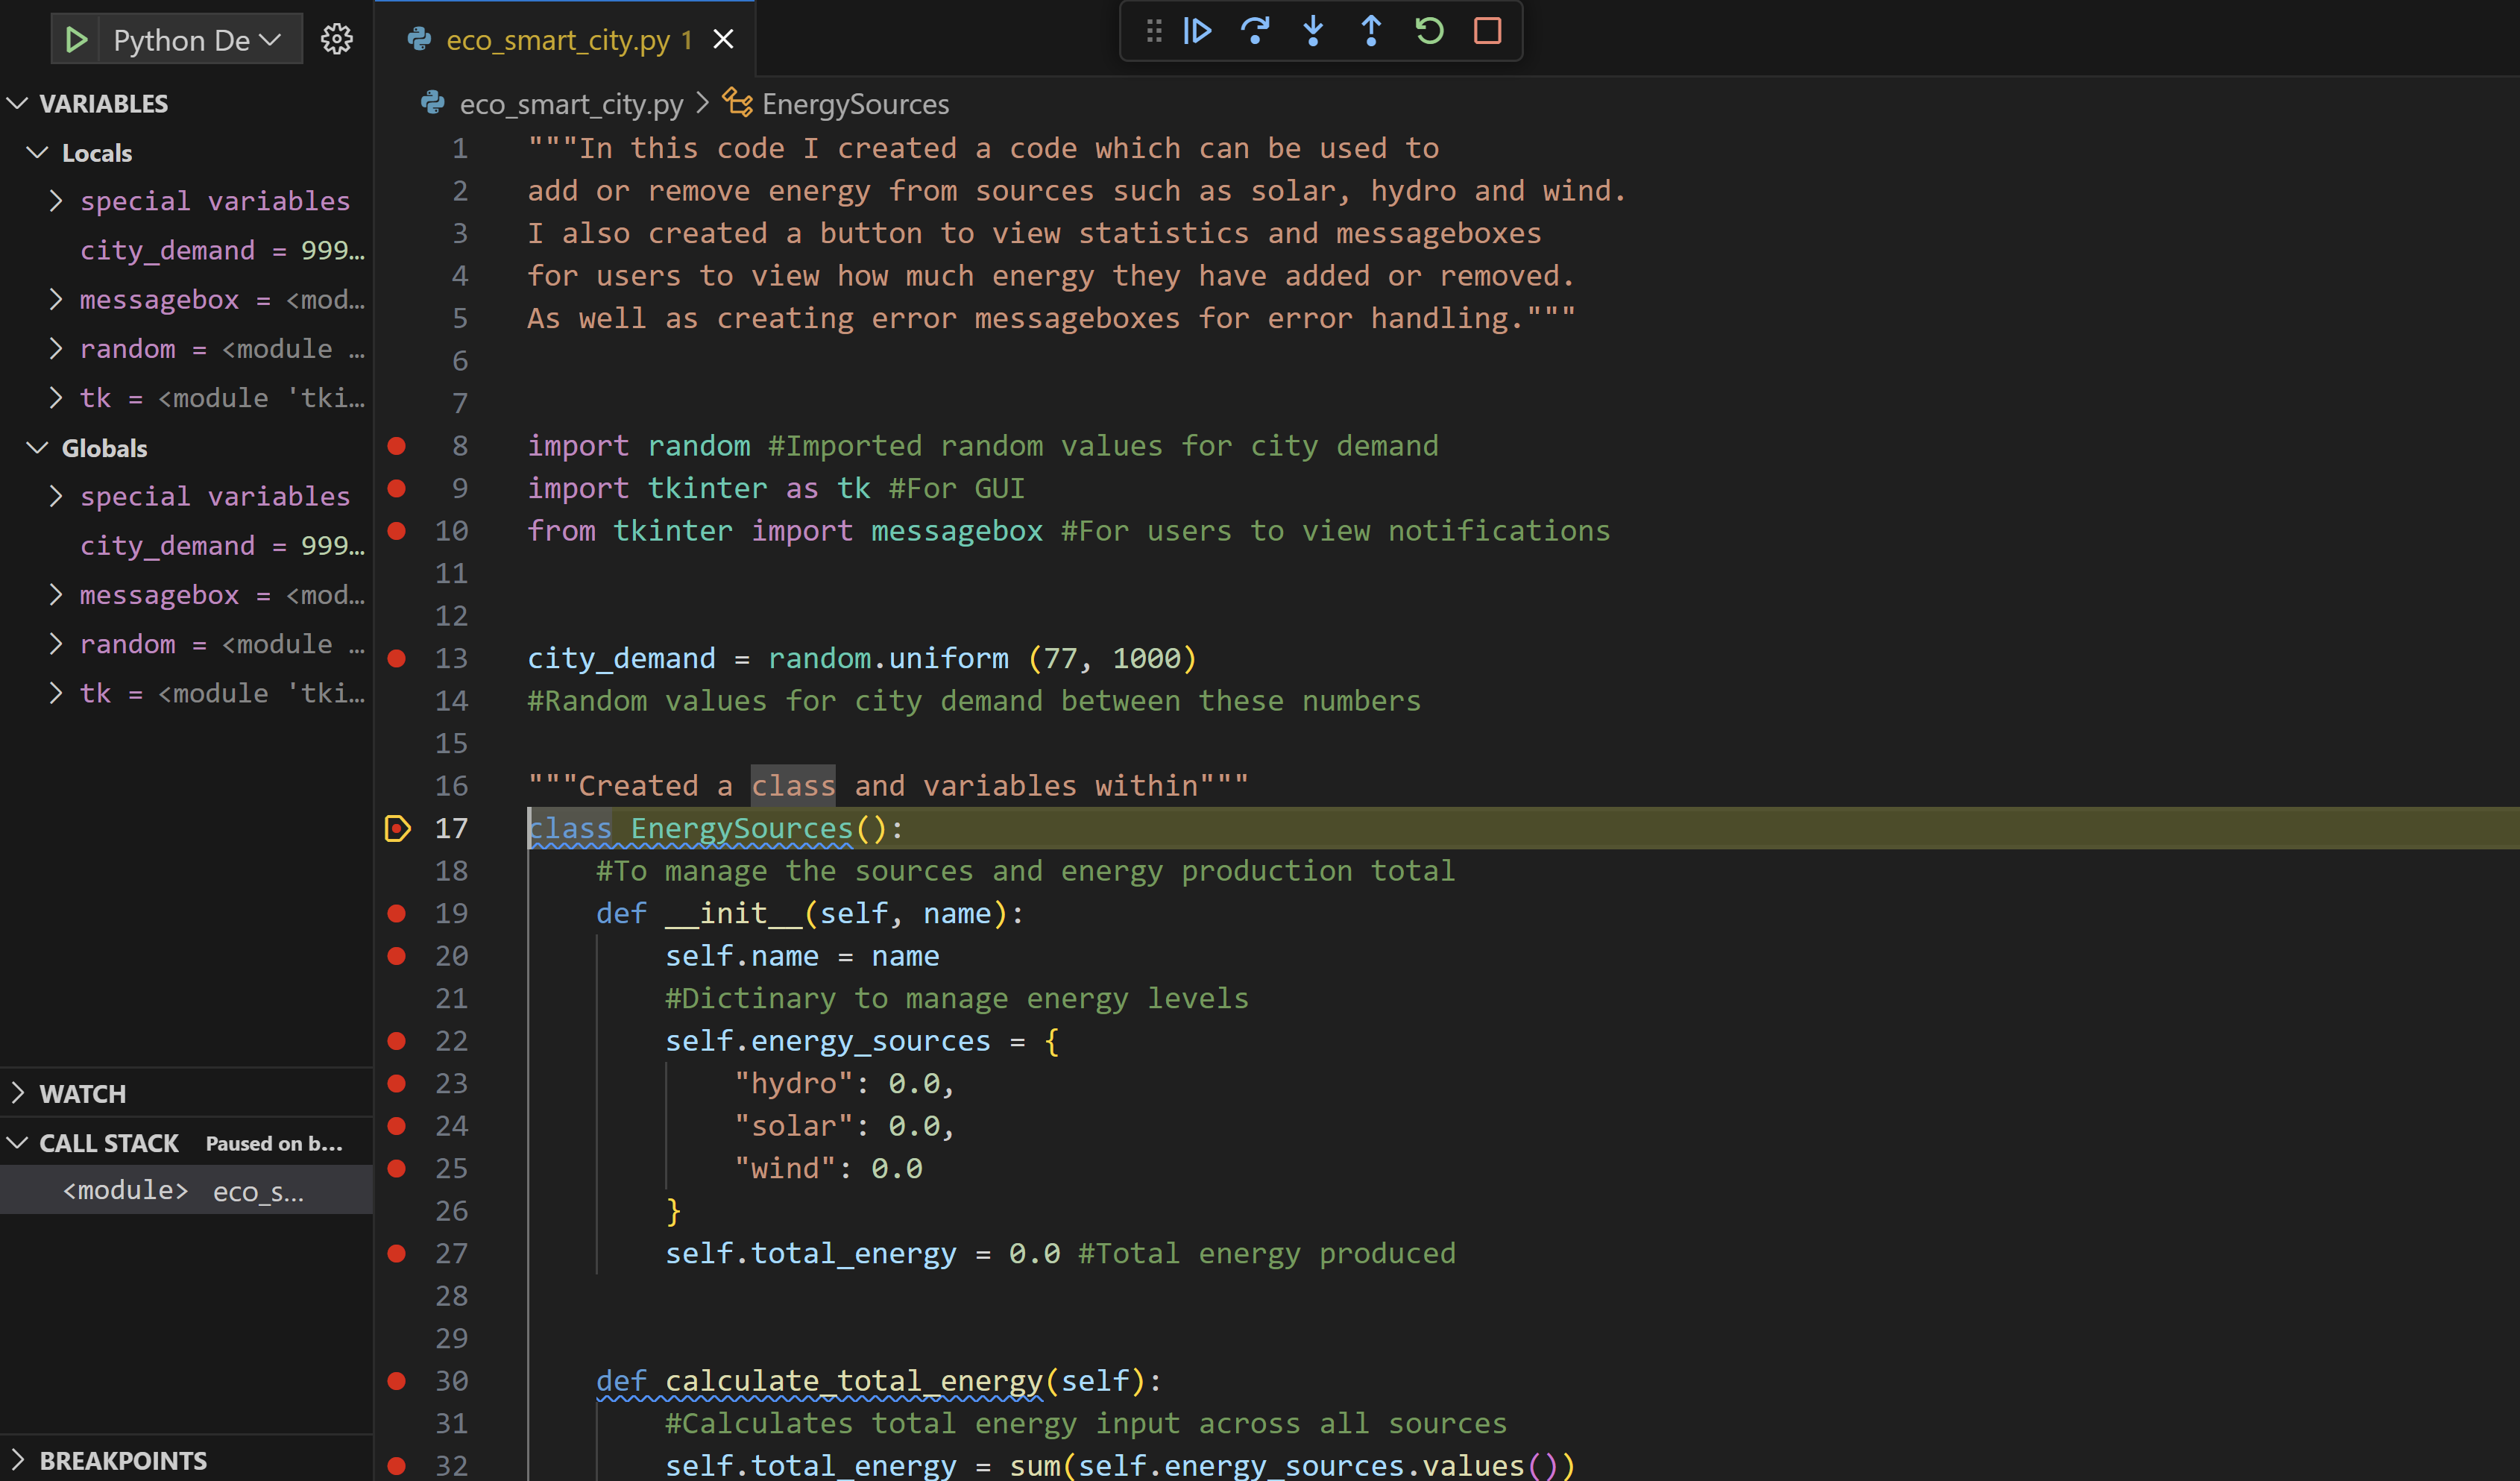 Python De
VARIABLES
Locals
special variables
city_demand = 999...
messagebox = <mod...
random = <module ...
tk = <module 'tki...
Globals
special variables
city_demand = 999...
messagebox = <mod...
random = <module ...
tk = <module 'tki...
WATCH
CALL STACK Paused on b...
<module> eco_s...
BREAKPOINTS
eco_smart_city.py 1
eco_smart_city.py > EnergySources
1 """In this code I created a code which can be used to
2 add or remove energy from sources such as solar, hydro and wind.
3 I also created a button to view statistics and messageboxes
4 for users to view how much energy they have added or removed.
5 As well as creating error messageboxes for error handling."""
6
7
8 import random #Imported random values for city demand
9 import tkinter as tk #For GUI
10 from tkinter import messagebox #For users to view notifications
11
12
13 city_demand = random.uniform (77, 1000)
14 #Random values for city demand between these numbers
15
16 """Created a class and variables within"""
17 class EnergySources():
18     #To manage the sources and energy production total
19     def __init__(self, name):
20         self.name = name
21         #Dictinary to manage energy levels
22         self.energy_sources = {
23             "hydro": 0.0,
24             "solar": 0.0,
25             "wind": 0.0
26         }
27         self.total_energy = 0.0 #Total energy produced
28
29
30     def calculate_total_energy(self):
31         #Calculates total energy input across all sources
32         self.total_energy = sum(self.energy_sources.values())